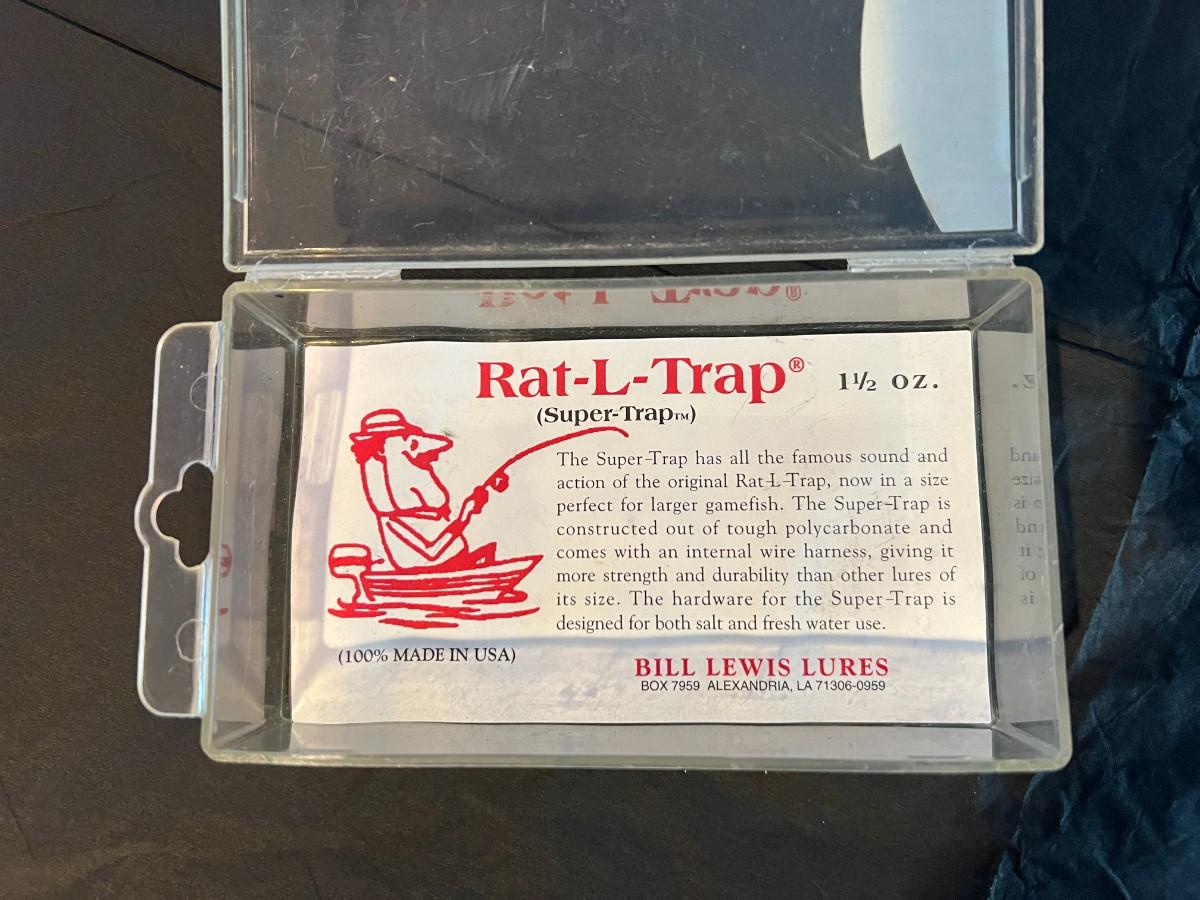 Rat-L-Trap® 1½ oz.
(Super-Trap™)
The Super-Trap has all the famous sound and
action of the original Rat-L-Trap, now in a size
perfect for larger gamefish. The Super-Trap is
constructed out of tough polycarbonate and
comes with an internal wire harness, giving it
more strength and durability than other lures of
its size. The hardware for the Super-Trap is
designed for both salt and fresh water use.
(100% MADE IN USA)
BILL LEWIS LURES
BOX 7959 ALEXANDRIA, LA 71306-0959